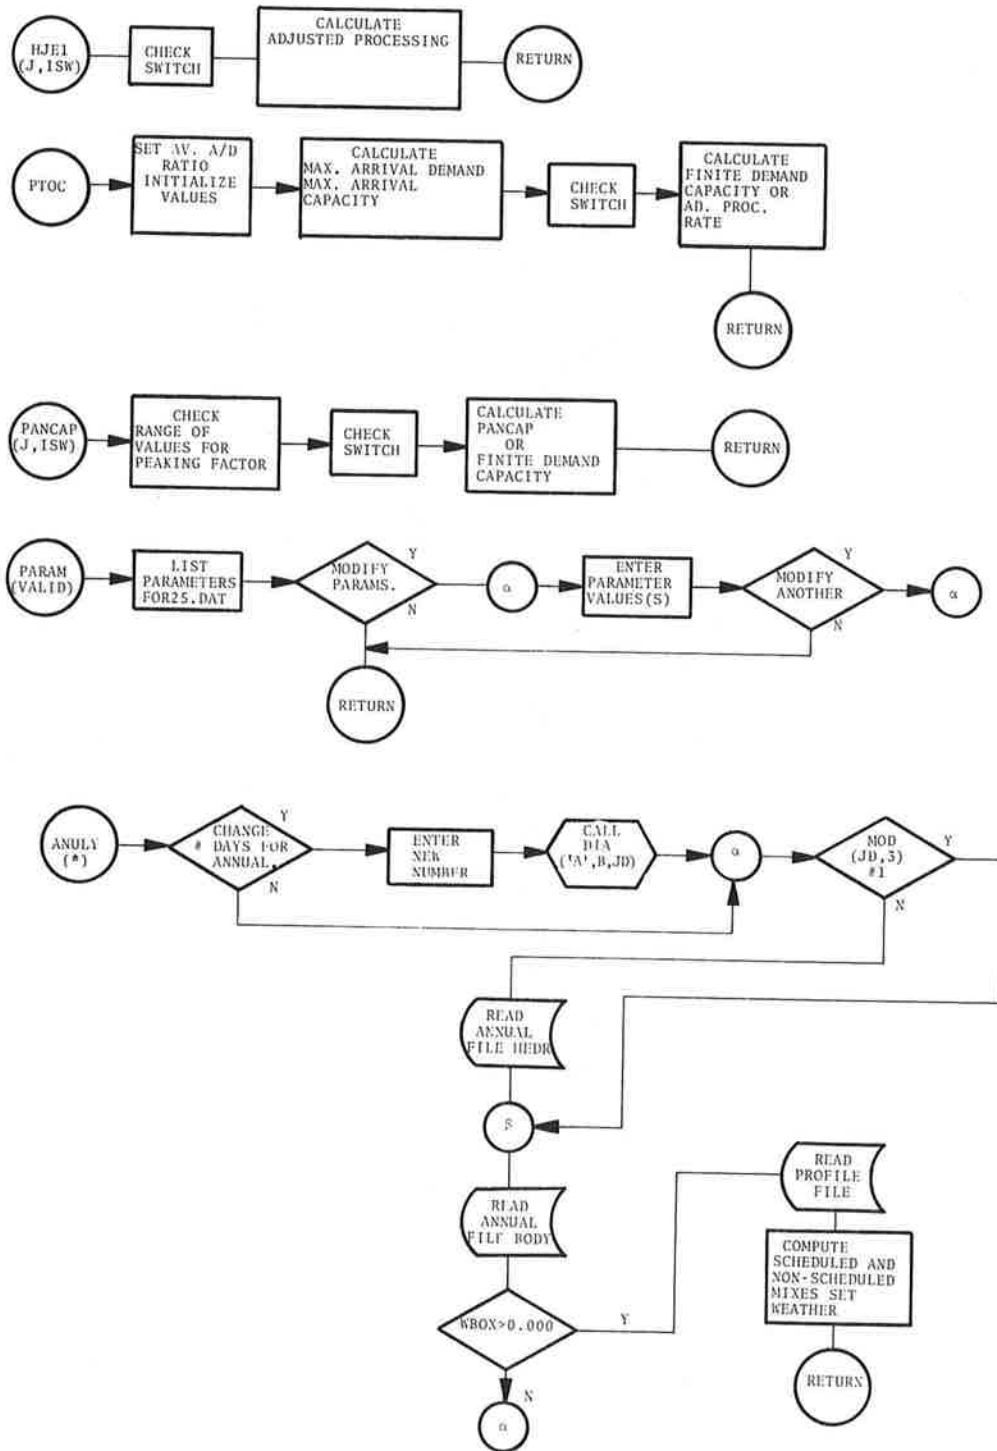 HJE1
(J,ISW)
CHECK
SWITCH
CALCULATE
ADJUSTED PROCESSING
RETURN
PTOC
SET AV. A/D
RATIO
INITIALIZE
VALUES
CALCULATE
MAX. ARRIVAL DEMAND
MAX. ARRIVAL
CAPACITY
CHECK
SWITCH
CALCULATE
FINITE DEMAND
CAPACITY OR
AD. PROC.
RATE
RETURN
PANCAP
(J,ISW)
CHECK
RANGE OF
VALUES FOR
PEAKING FACTOR
CHECK
SWITCH
CALCULATE
PANCAP
OR
FINITE DEMAND
CAPACITY
RETURN
PARAM
(VALID)
LIST
PARAMETERS
FOR25.DAT
MODIFY
PARAMS.
Y
N
α
ENTER
PARAMETER
VALUES(S)
MODIFY
ANOTHER
Y
N
α
RETURN
ANULY
(*)
CHANGE
# DAYS FOR
ANNUAL.
Y
N
ENTER
NEW
NUMBER
CALL
DIA
('A',B,JD)
α
MOD
(JD,3)
#1
Y
N
READ
ANNUAL
FILE HEDR
β
READ
ANNUAL
FILE BODY
WBOX>0.000
Y
N
α
READ
PROFILE
FILE
COMPUTE
SCHEDULED AND
NON-SCHEDULED
MIXES SET
WEATHER
RETURN